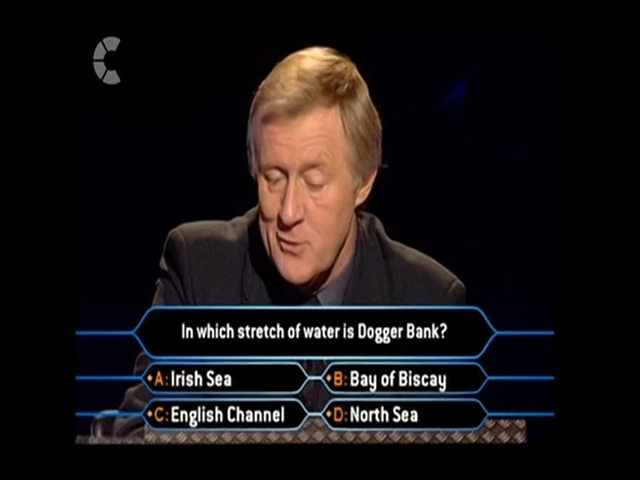 In which stretch of water is Dogger Bank?
A: Irish Sea
B: Bay of Biscay
C: English Channel
D: North Sea